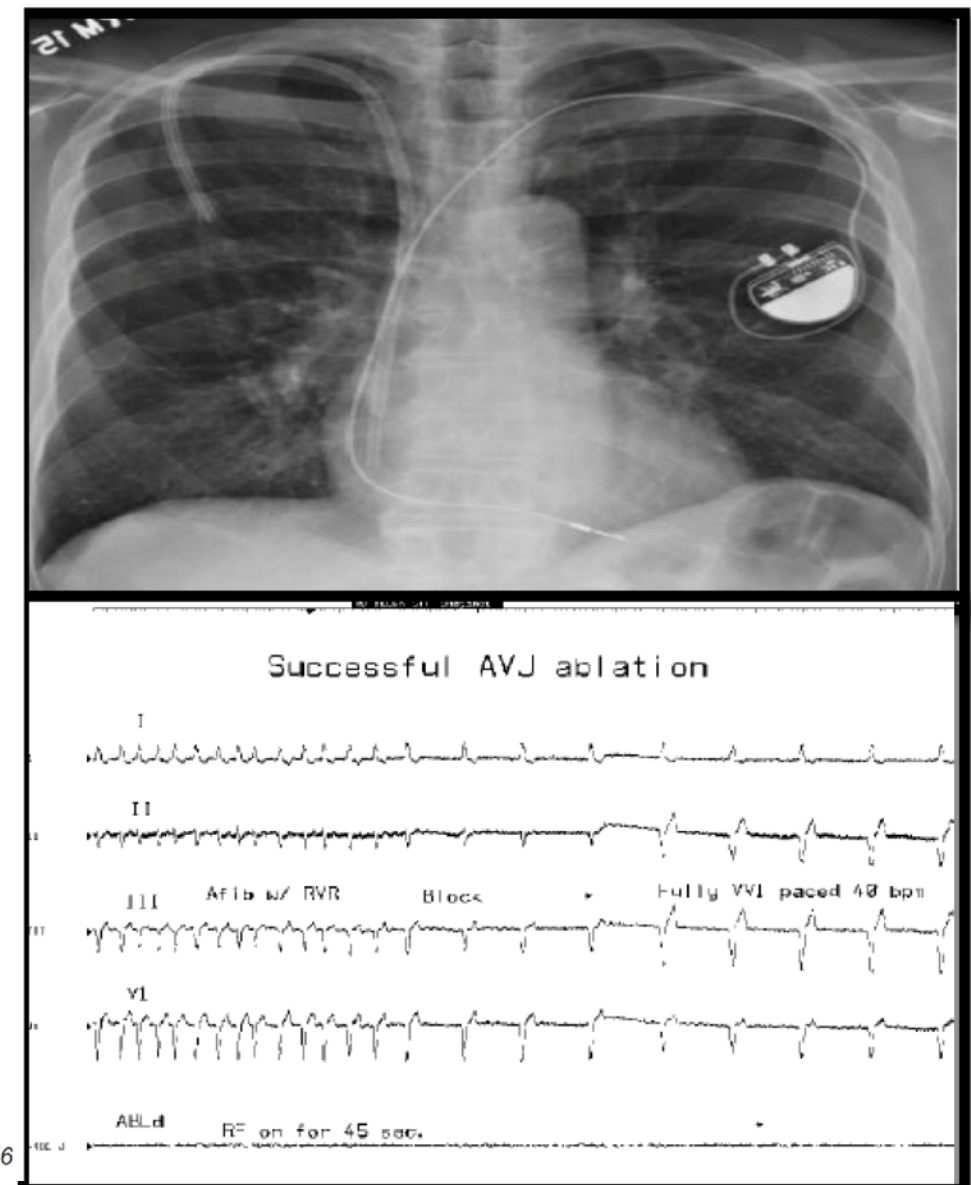 Successful AVJ ablation
I
II
III
Afib w/ RVR
Block
Fully VVI paced 40 bpm
V1
ABLd
RF on for 45 sec.
6